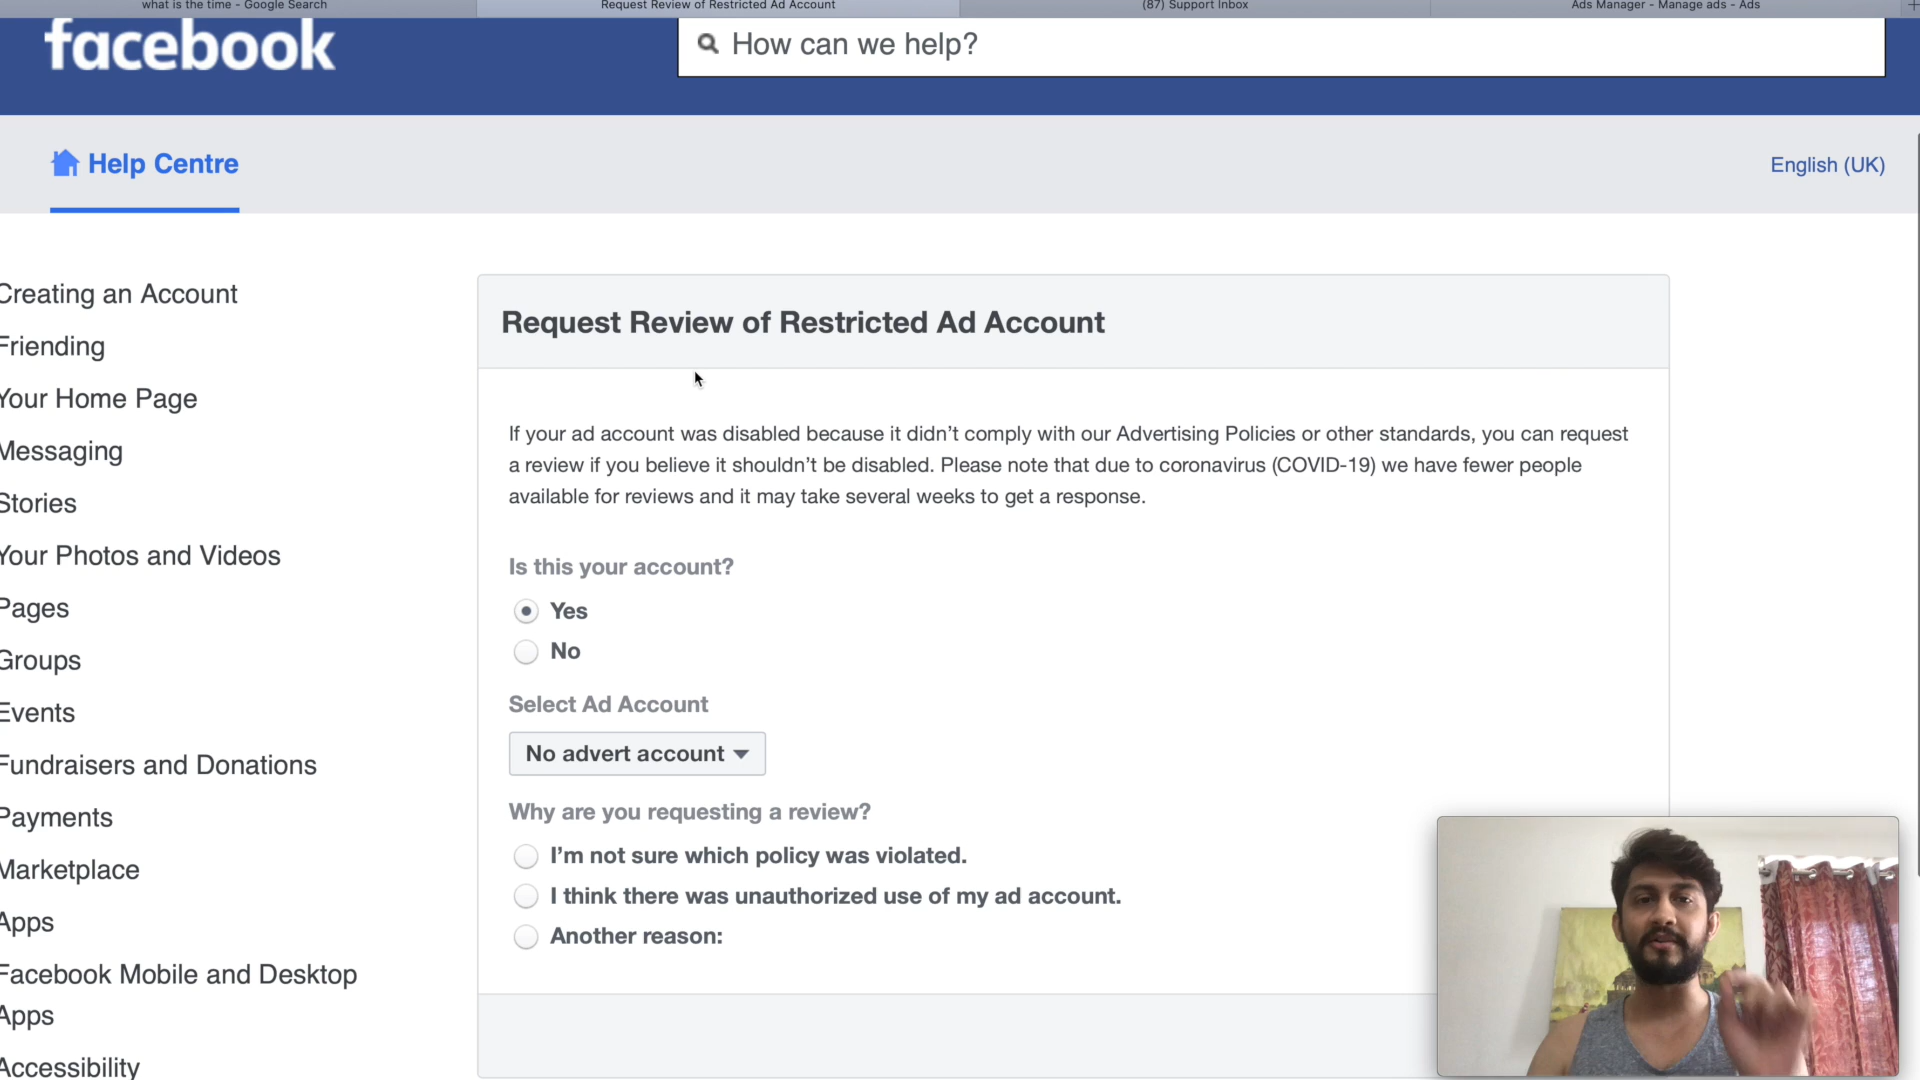 what is the time - Google Search
Request Review of Restricted Ad Account
(87) Support Inbox
Ads Manager - Manage ads - Ads
facebook
How can we help?
Help Centre
English (UK)
Creating an Account
Friending
Your Home Page
Messaging
Stories
Your Photos and Videos
Pages
Groups
Events
Fundraisers and Donations
Payments
Marketplace
Apps
Facebook Mobile and Desktop
Apps
Accessibility
Request Review of Restricted Ad Account
If your ad account was disabled because it didn’t comply with our Advertising Policies or other standards, you can request
a review if you believe it shouldn’t be disabled. Please note that due to coronavirus (COVID-19) we have fewer people
available for reviews and it may take several weeks to get a response.
Is this your account?
Yes
No
Select Ad Account
No advert account
Why are you requesting a review?
I’m not sure which policy was violated.
I think there was unauthorized use of my ad account.
Another reason: